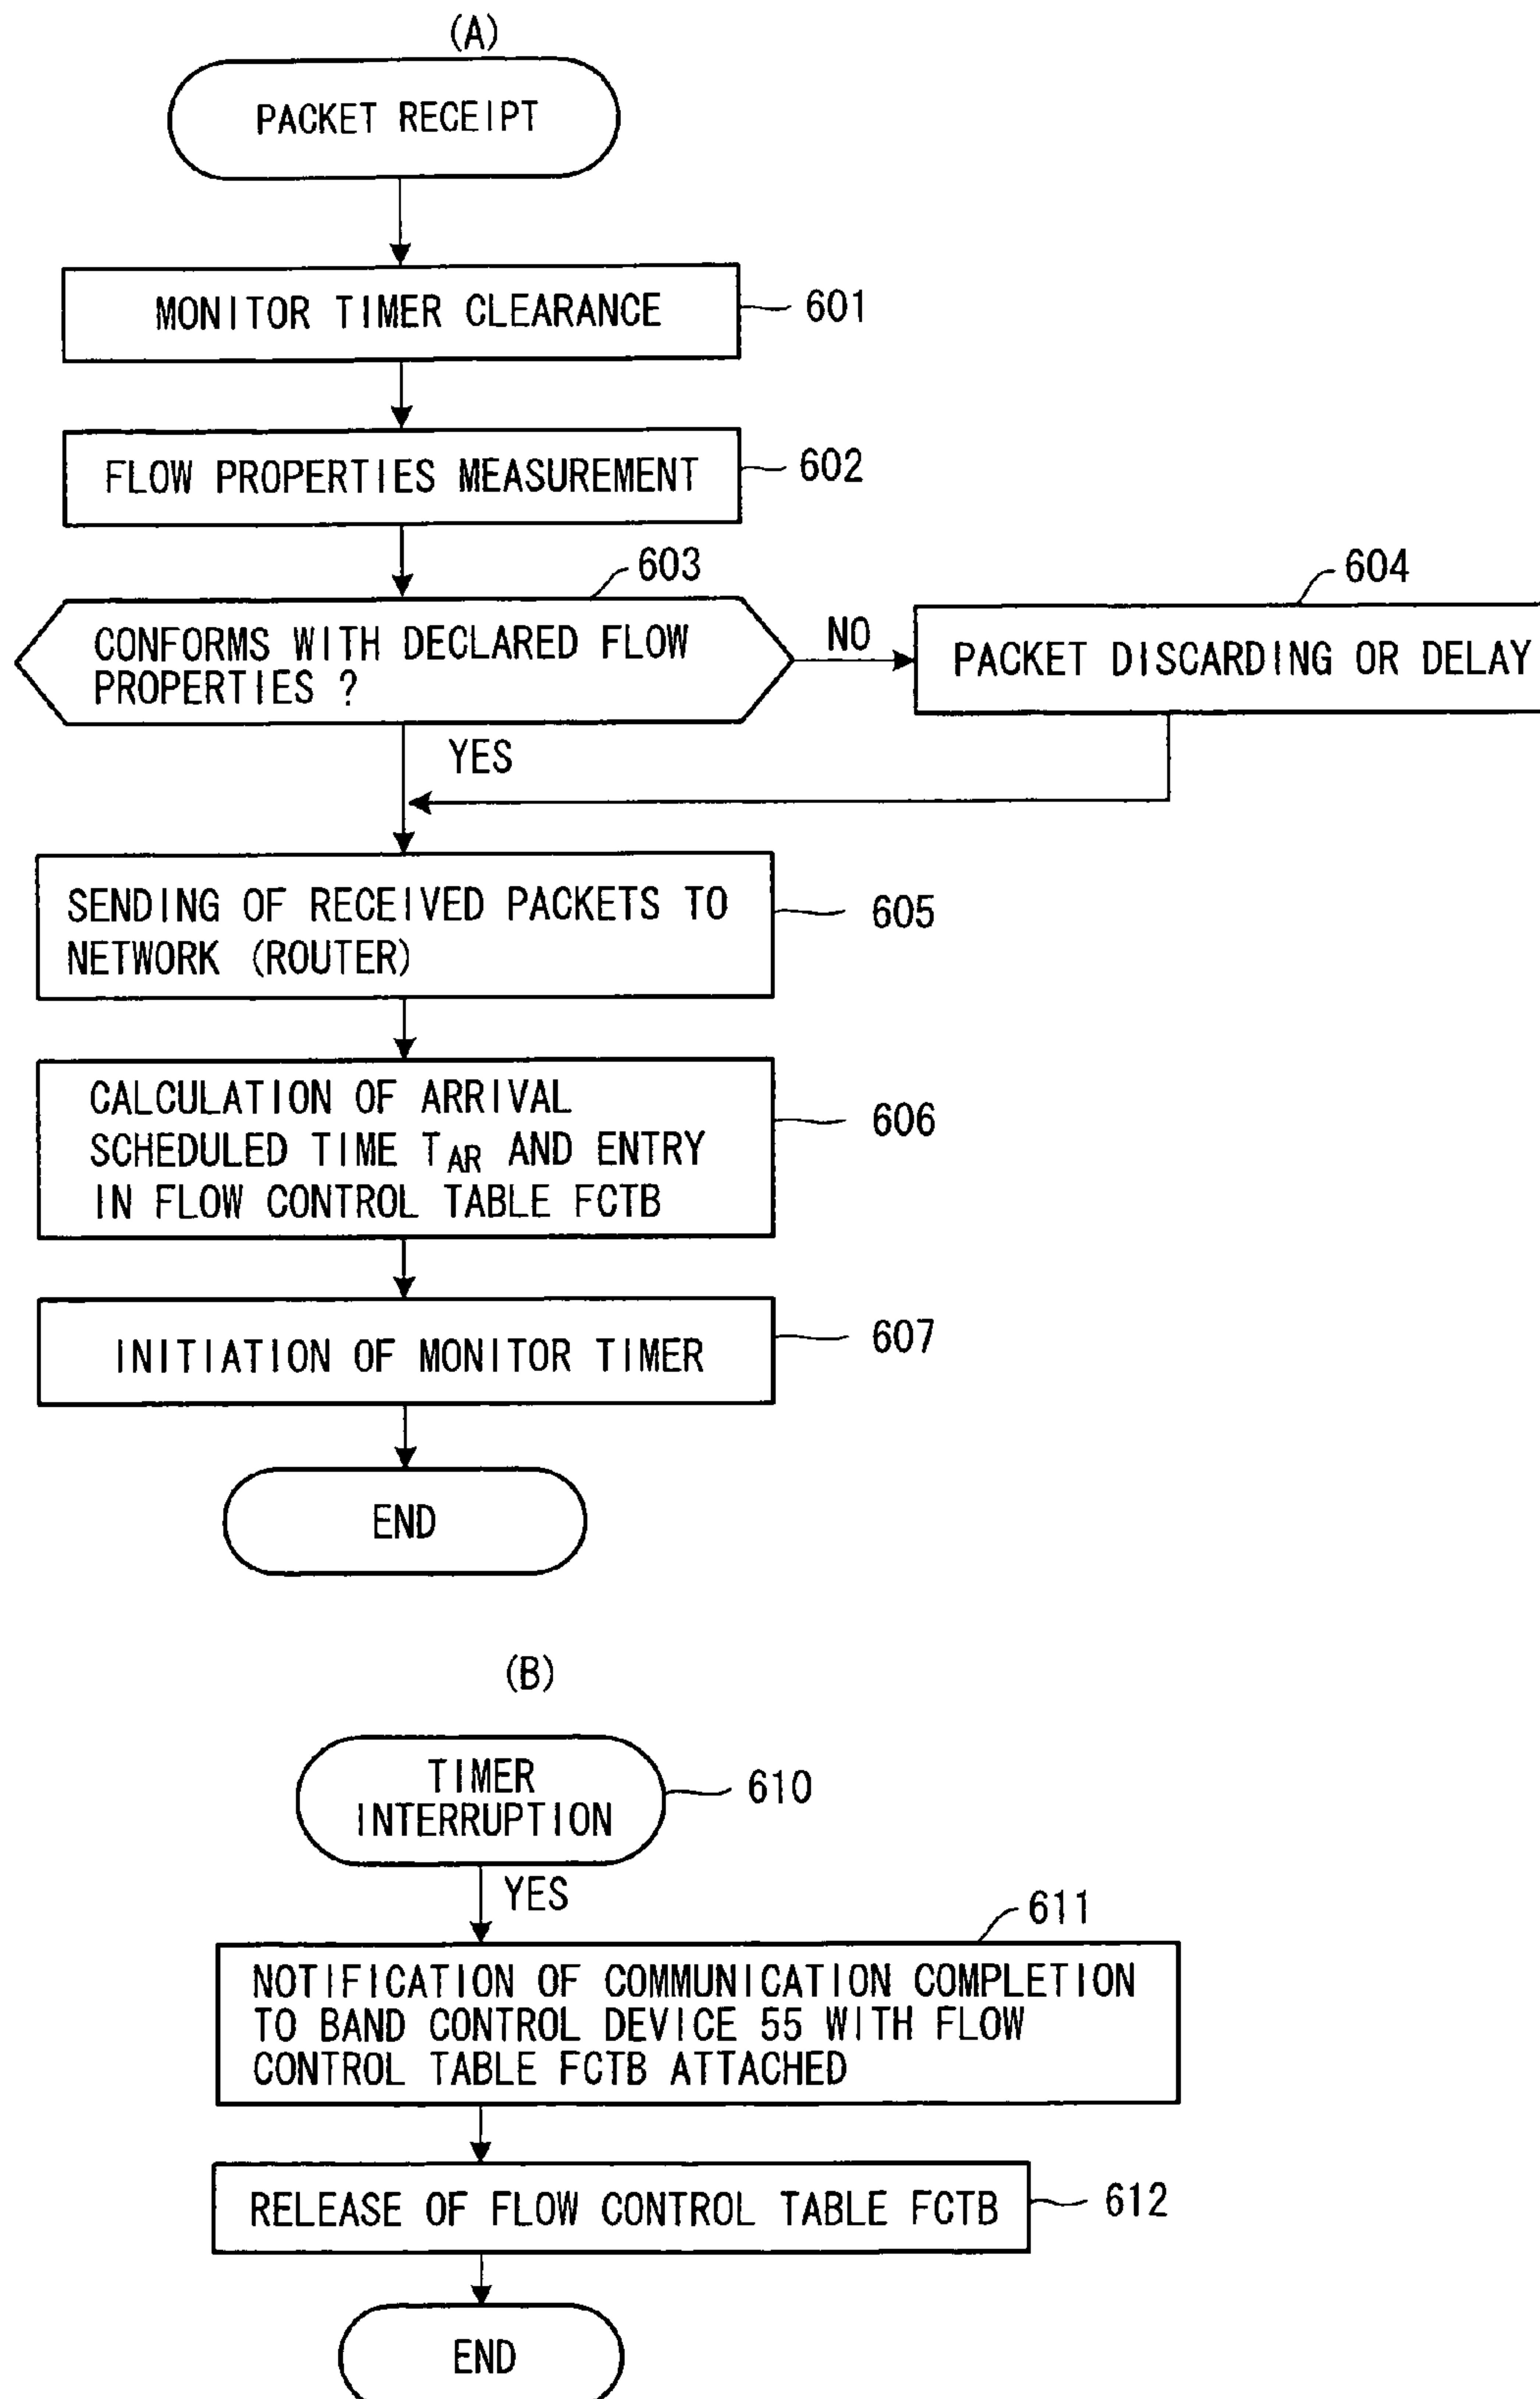 (A)
PACKET RECEIPT
MONITOR TIMER CLEARANCE
601
FLOW PROPERTIES MEASUREMENT
602
603
CONFORMS WITH DECLARED FLOW
PROPERTIES ?
NO
604
PACKET DISCARDING OR DELAY
YES
SENDING OF RECEIVED PACKETS TO
NETWORK (ROUTER)
605
CALCULATION OF ARRIVAL
SCHEDULED TIME TAR AND ENTRY
IN FLOW CONTROL TABLE FCTB
606
INITIATION OF MONITOR TIMER
607
END
(B)
TIMER
INTERRUPTION
610
YES
611
NOTIFICATION OF COMMUNICATION COMPLETION
TO BAND CONTROL DEVICE 55 WITH FLOW
CONTROL TABLE FCTB ATTACHED
RELEASE OF FLOW CONTROL TABLE FCTB
612
END